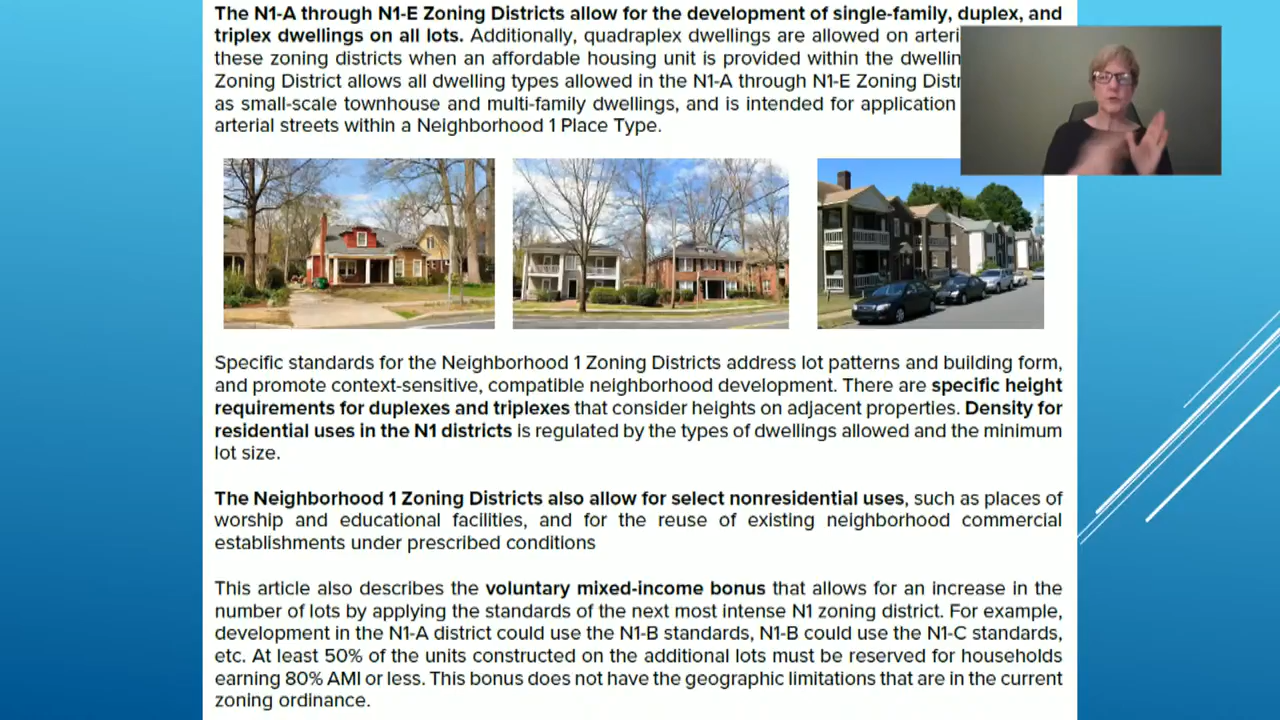 The N1-A through N1-E Zoning Districts allow for the development of single-family, duplex, and
triplex dwellings on all lots. Additionally, quadraplex dwellings are allowed on
these zoning districts when an affordable housing unit is provided within the
Zoning District allows all dwelling types allowed in the N1-A through N1-E Zoning
as small-scale townhouse and multi-family dwellings, and is intended for application
arterial streets within a Neighborhood 1 Place Type.
Specific standards for the Neighborhood 1 Zoning Districts address lot patterns and building form,
and promote context-sensitive, compatible neighborhood development. There are specific height
requirements for duplexes and triplexes that consider heights on adjacent properties. Density for
residential uses in the N1 districts is regulated by the types of dwellings allowed and the minimum
lot size.
The Neighborhood 1 Zoning Districts also allow for select nonresidential uses, such as places of
worship and educational facilities, and for the reuse of existing neighborhood commercial
establishments under prescribed conditions
This article also describes the voluntary mixed-income bonus that allows for an increase in the
number of lots by applying the standards of the next most intense N1 zoning district. For example,
development in the N1-A district could use the N1-B standards, N1-B could use the N1-C standards,
etc. At least 50% of the units constructed on the additional lots must be reserved for households
earning 80% AMI or less. This bonus does not have the geographic limitations that are in the current
zoning ordinance.